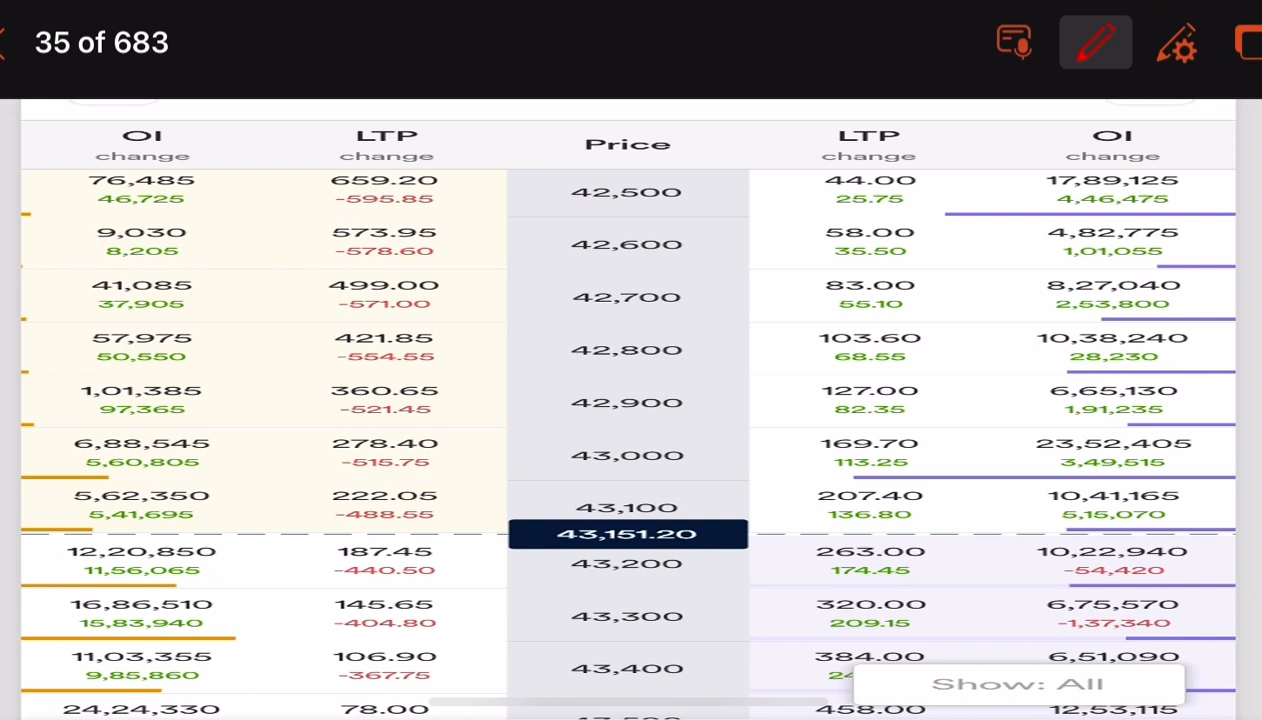 35 of 683
OI LTP Price LTP OI
change change change change
76,485 659.20 42,500 44.00 17,89,125
46,725 -595.85 25.75 4,46,475
9,030 573.95 42,600 58.00 4,82,775
8,205 -578.60 35.50 1,01,055
41,085 499.00 42,700 83.00 8,27,040
37,905 -571.00 55.10 2,53,800
57,975 421.85 42,800 103.60 10,38,240
50,550 -554.55 68.55 28,230
1,01,385 360.65 42,900 127.00 6,65,130
97,365 -521.45 82.35 1,91,235
6,88,545 278.40 43,000 169.70 23,52,405
5,60,805 -515.75 113.25 3,49,515
5,62,350 222.05 43,100 207.40 10,41,165
5,41,695 -488.55 136.80 5,15,070
43,151.20
12,20,850 187.45 43,200 263.00 10,22,940
11,56,065 -440.50 174.45 -54,420
16,86,510 145.65 43,300 320.00 6,75,570
15,83,940 -404.80 209.15 -1,37,340
11,03,355 106.90 43,400 384.00 6,51,090
9,85,860 -367.75
Show: All
24,24,330 78.00 458.00 12,53,115